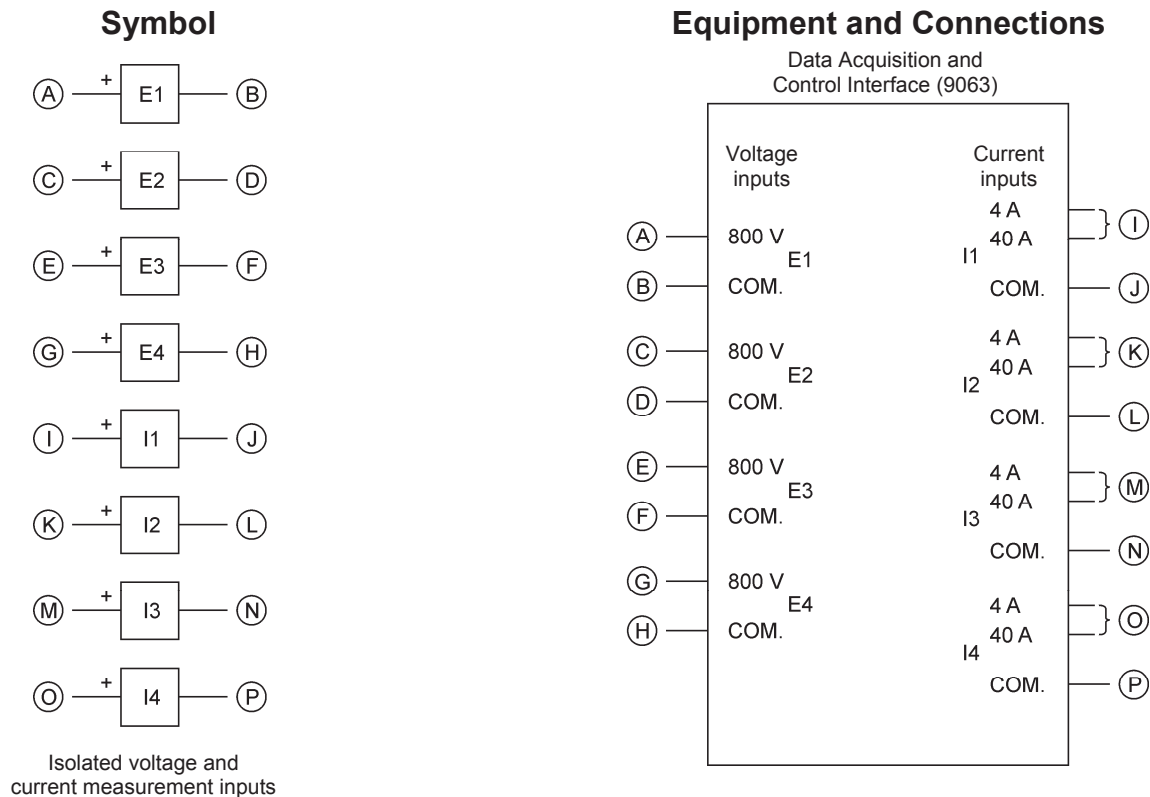 Symbol
A + E1 B
C + E2 D
E + E3 F
G + E4 H
I + I1 J
K + I2 L
M + I3 N
O + I4 P
Isolated voltage and
current measurement inputs
Equipment and Connections
Data Acquisition and
Control Interface (9063)
Voltage
inputs
A 800 V
E1
B COM.
C 800 V
E2
D COM.
E 800 V
E3
F COM.
G 800 V
E4
H COM.
Current
inputs
4 A
I
40 A
I1
COM. J
4 A
K
40 A
I2
COM. L
4 A
M
40 A
I3
COM. N
4 A
O
40 A
I4
COM. P